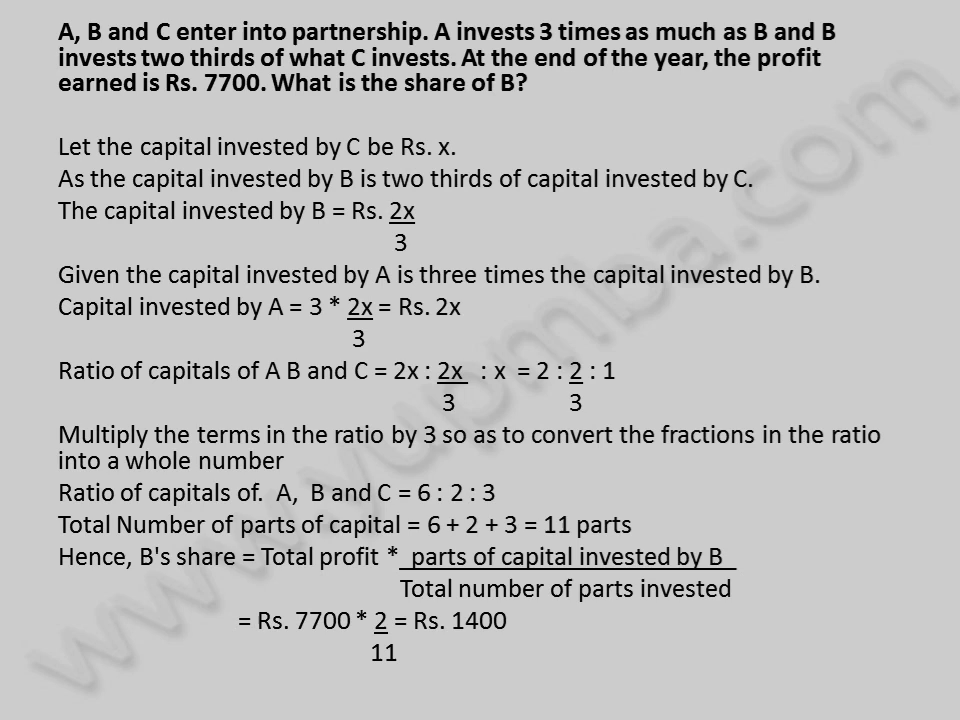 A, B and C enter into partnership. A invests 3 times as much as B and B
invests two thirds of what C invests. At the end of the year, the profit
earned is Rs. 7700. What is the share of B?
Let the capital invested by C be Rs. x.
As the capital invested by B is two thirds of capital invested by C.
The capital invested by B = Rs. 2x
3
Given the capital invested by A is three times the capital invested by B.
Capital invested by A = 3 * 2x = Rs. 2x
3
Ratio of capitals of A B and C = 2x : 2x : x = 2 : 2 : 1
3 3
Multiply the terms in the ratio by 3 so as to convert the fractions in the ratio
into a whole number
Ratio of capitals of. A, B and C = 6 : 2 : 3
Total Number of parts of capital = 6 + 2 + 3 = 11 parts
Hence, B's share = Total profit * parts of capital invested by B
Total number of parts invested
= Rs. 7700 * 2 = Rs. 1400
11
www.yupmba.com